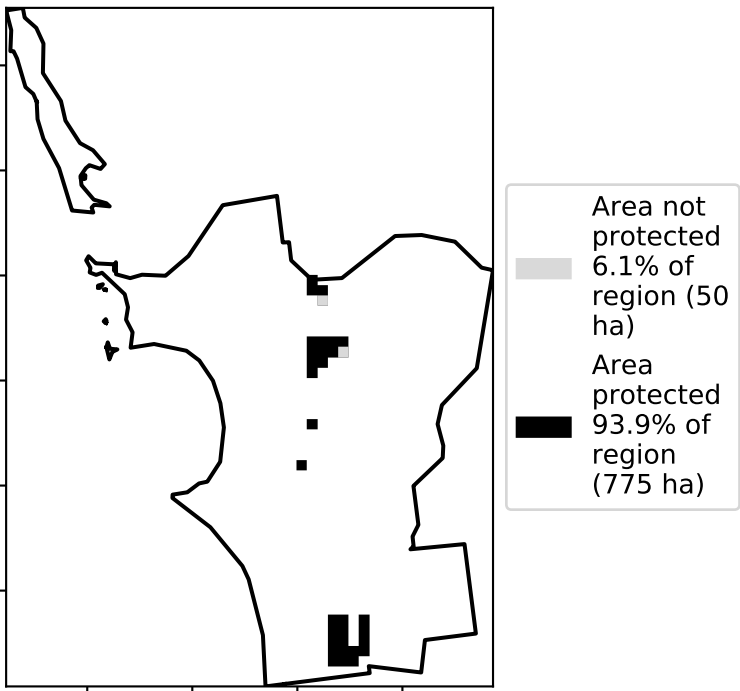 Area not
protected
6.1% of
region (50
ha)
Area
protected
93.9% of
region
(775 ha)